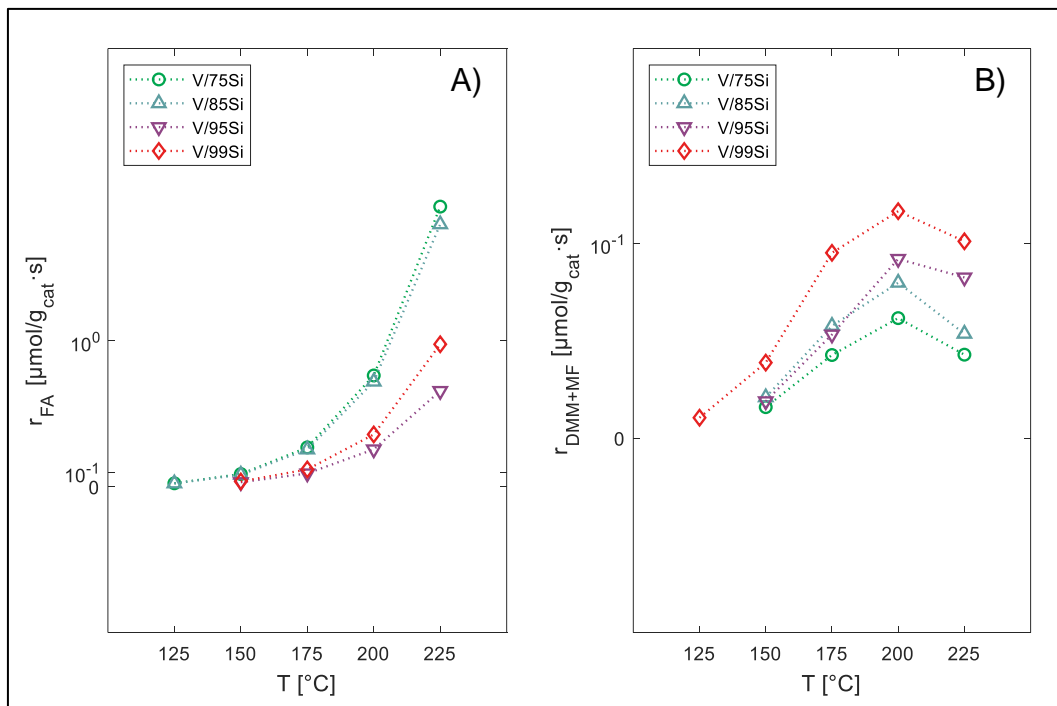 A)
V/75Si
V/85Si
V/95Si
V/99Si
r_FA [µmol/g_cat·s]
10^0
10^-1
0
125 150 175 200 225
T [°C]
B)
V/75Si
V/85Si
V/95Si
V/99Si
r_DMM+MF [µmol/g_cat·s]
10^-1
0
125 150 175 200 225
T [°C]